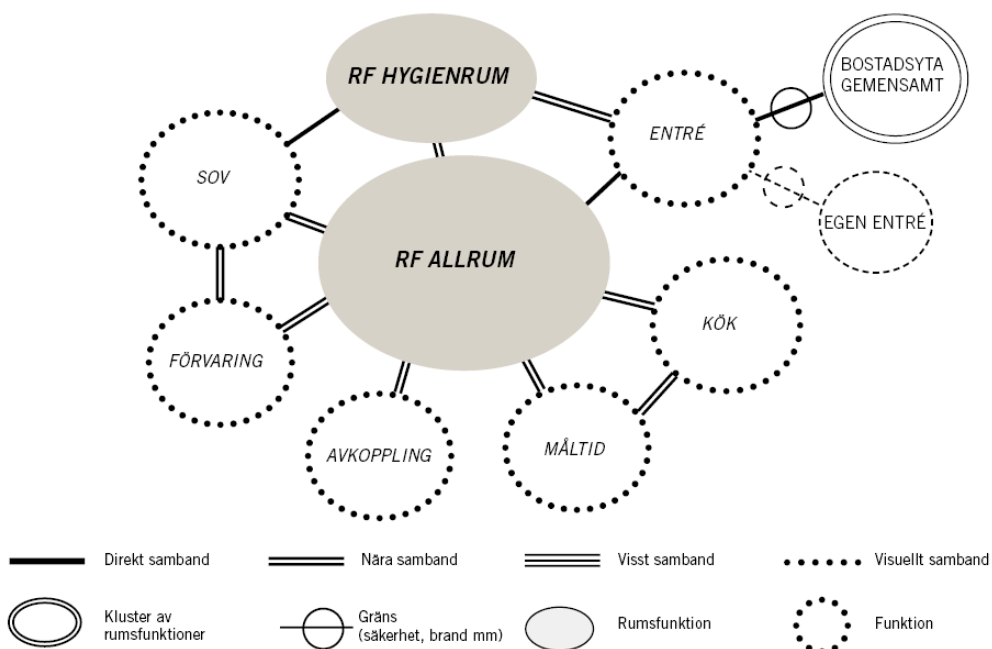 RF HYGIENRUM
BOSTADSYTA
GEMENSAMT
ENTRÉ
SOV
EGEN ENTRÉ
RF ALLRUM
KÖK
FÖRVARING
AVKOPPLING
MÅLTID
Direkt samband
Nära samband
Visst samband
Visuellt samband
Kluster av
rumsfunktioner
Gräns
(säkerhet, brand mm)
Rumsfunktion
Funktion